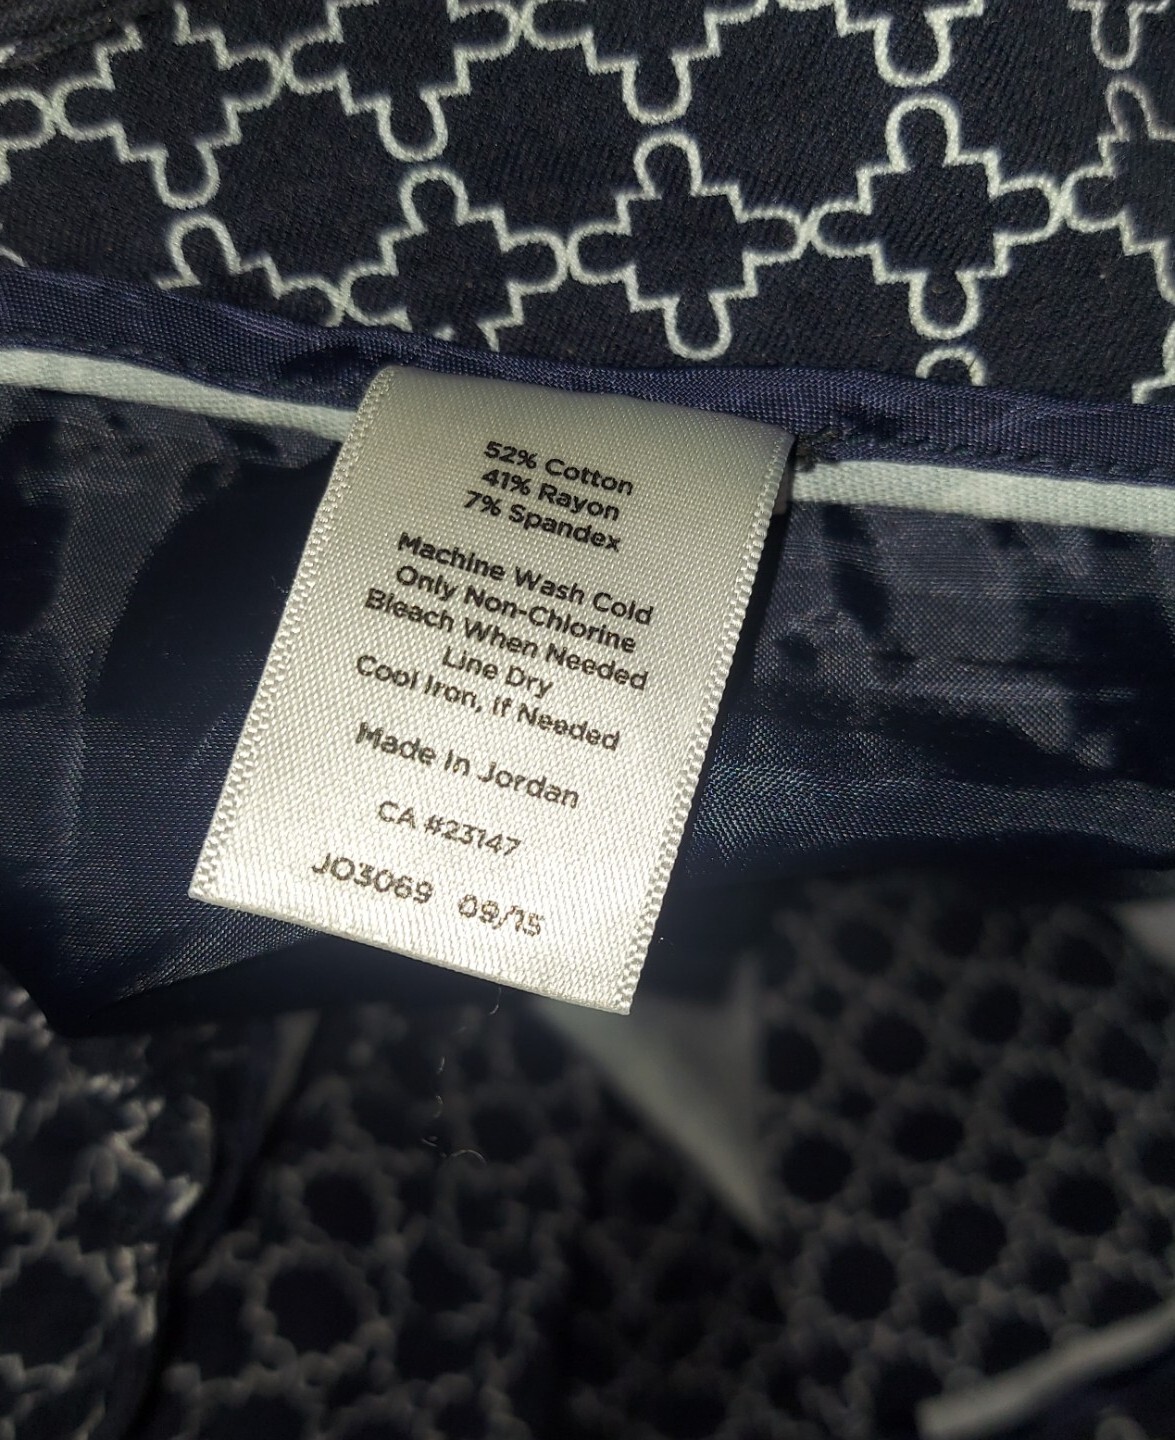 52% Cotton
41% Rayon
7% Spandex
Machine Wash Cold
Only Non-Chlorine
Bleach When Needed
Line Dry
Cool Iron, if Needed
Made in Jordan
CA #23147
JO3069 09/15